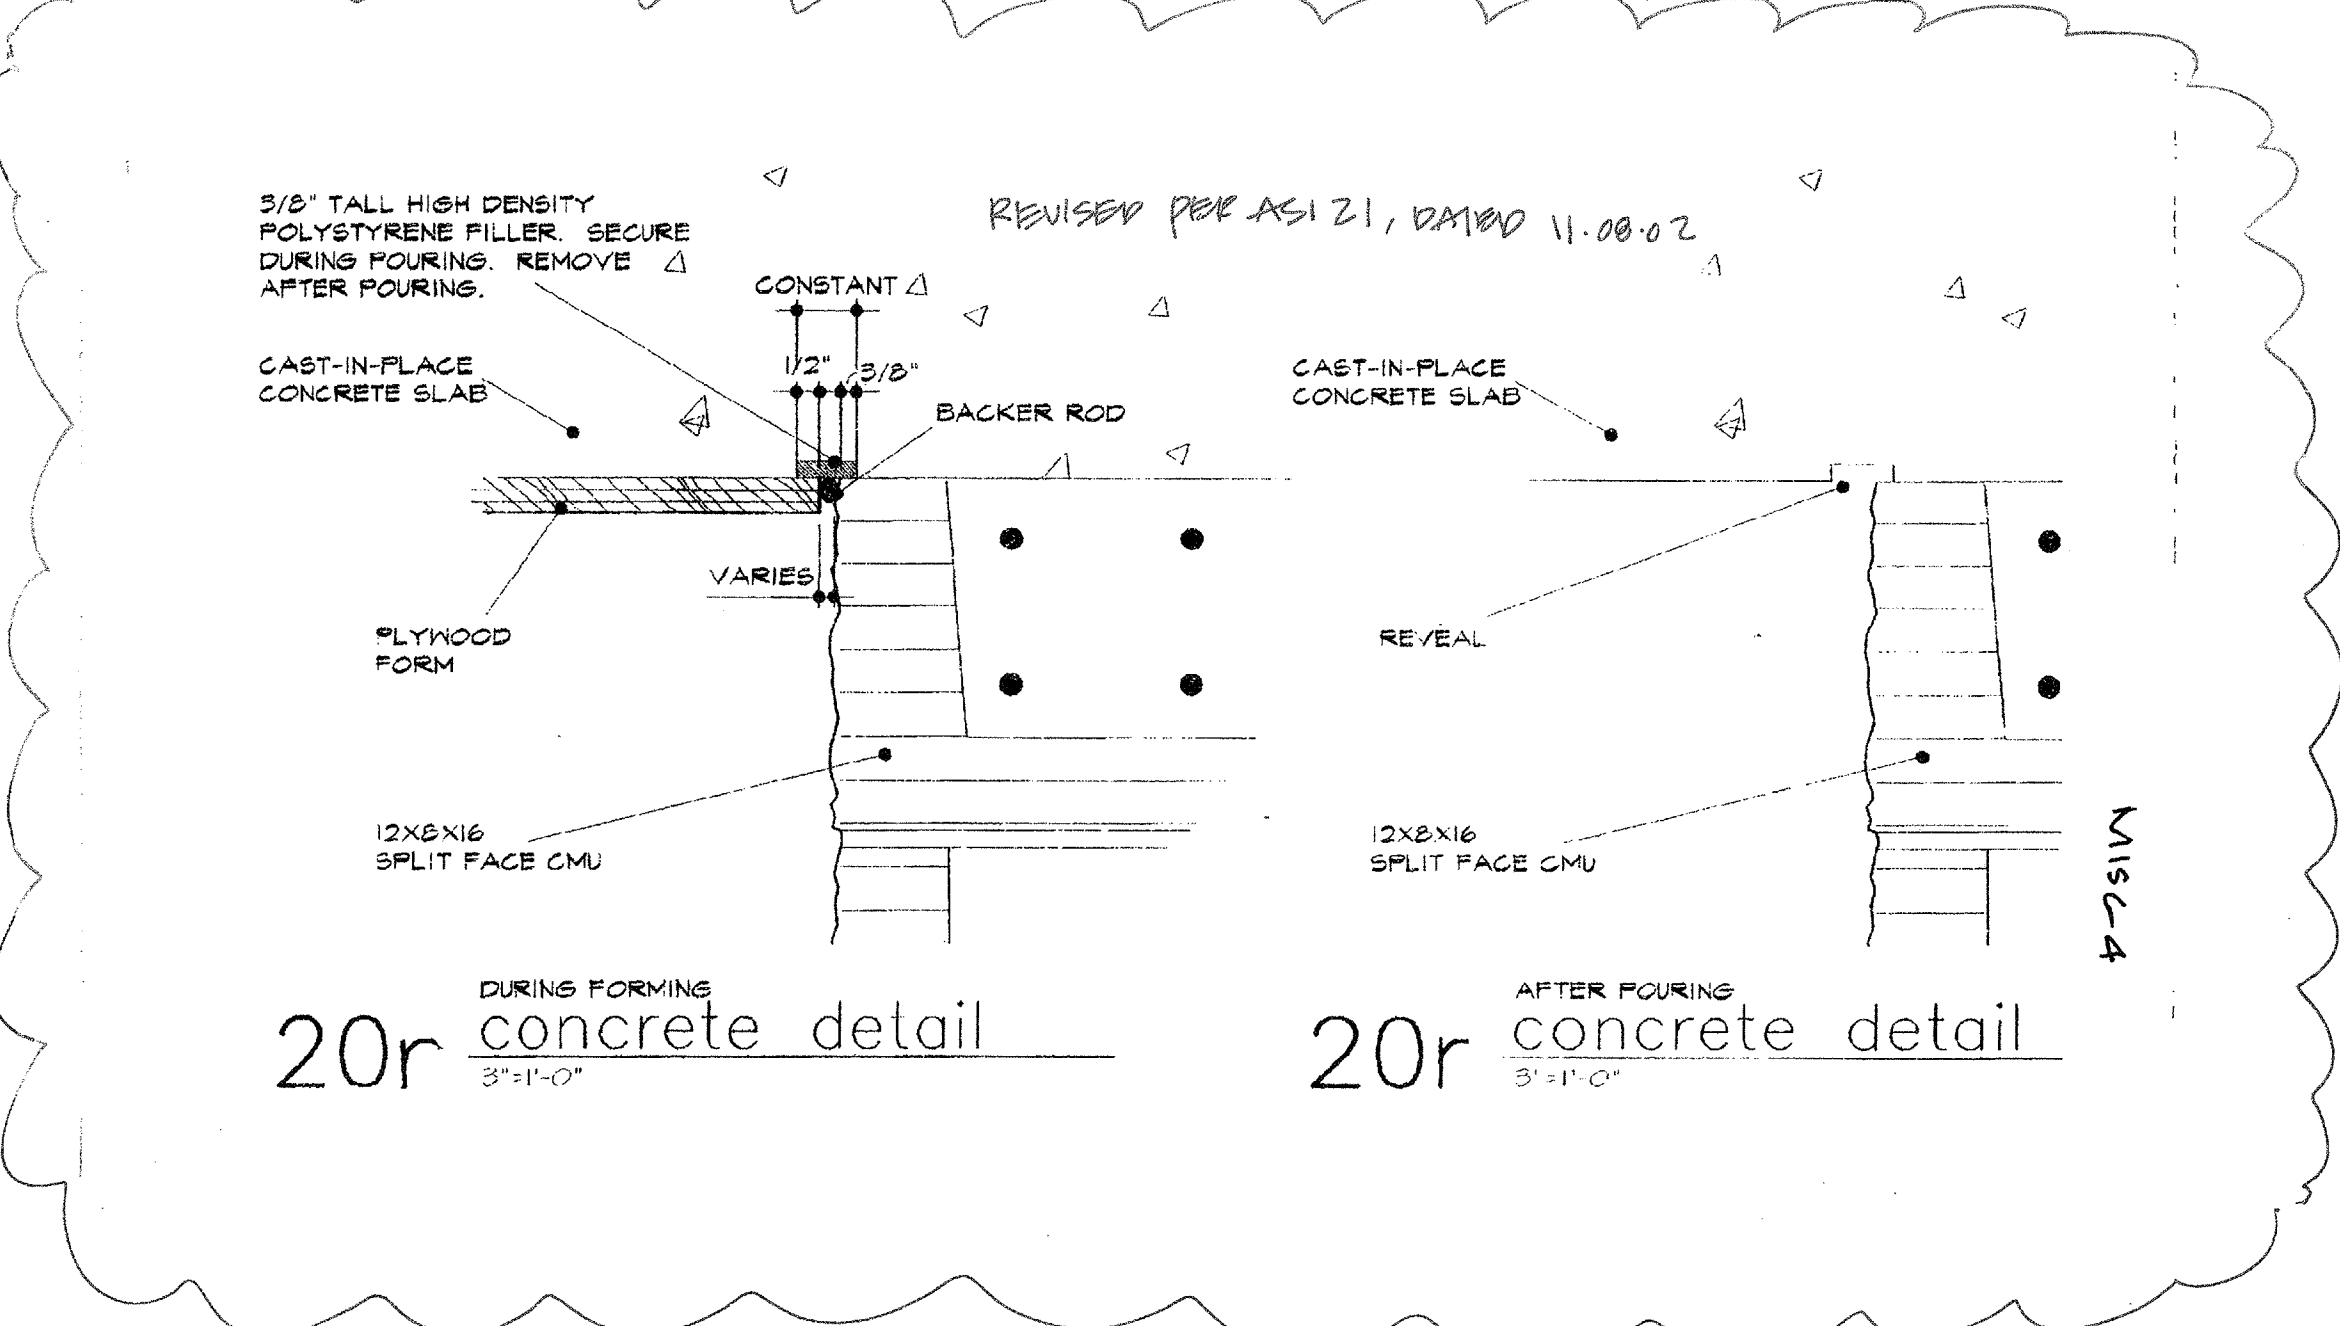 REVISED PER ASI 21, DATED 11.08.02
3/8" TALL HIGH DENSITY
POLYSTYRENE FILLER. SECURE
DURING POURING. REMOVE
AFTER POURING.
CONSTANT
1/2"
3/8"
CAST-IN-PLACE
CONCRETE SLAB
BACKER ROD
VARIES
PLYWOOD
FORM
12X8X16
SPLIT FACE CMU
DURING FORMING
20r concrete detail
3"=1'-0"
CAST-IN-PLACE
CONCRETE SLAB
REVEAL
12X8X16
SPLIT FACE CMU
AFTER POURING
20r concrete detail
3"=1'-0"
MISC-4